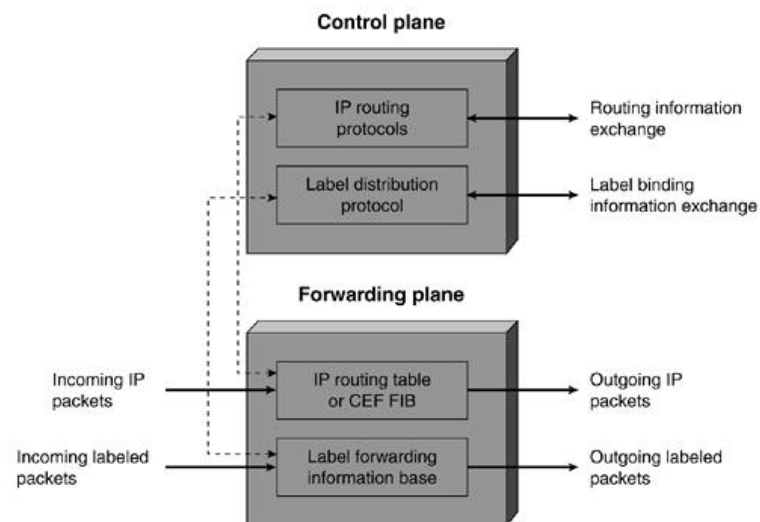 Control plane
IP routing
protocols
Routing information
exchange
Label distribution
protocol
Label binding
information exchange
Forwarding plane
Incoming IP
packets
IP routing table
or CEF FIB
Outgoing IP
packets
Incoming labeled
packets
Label forwarding
information base
Outgoing labeled
packets